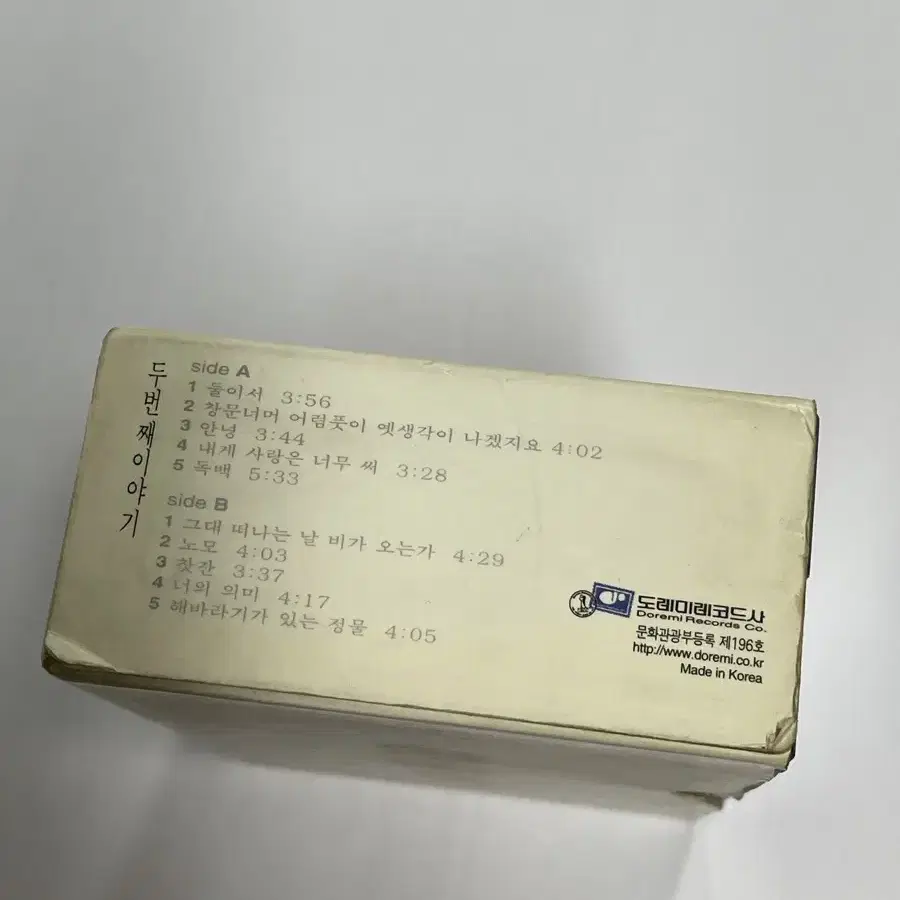 두번째이야기
side A
1 둘이서 3:56
2 창문너머 어렴풋이 옛생각이 나겠지요 4:02
3 안녕 3:44
4 내게 사랑은 너무 써 3:28
5 독백 5:33
side B
1 그대 떠나는 날 비가 오는가 4:29
2 노모 4:03
3 찻잔 3:37
4 너의 의미 4:17
5 해바라기가 있는 정물 4:05
도레미레코드사
Doremi Records Co.
문화관광부등록 제196호
http://www.doremi.co.kr
Made in Korea